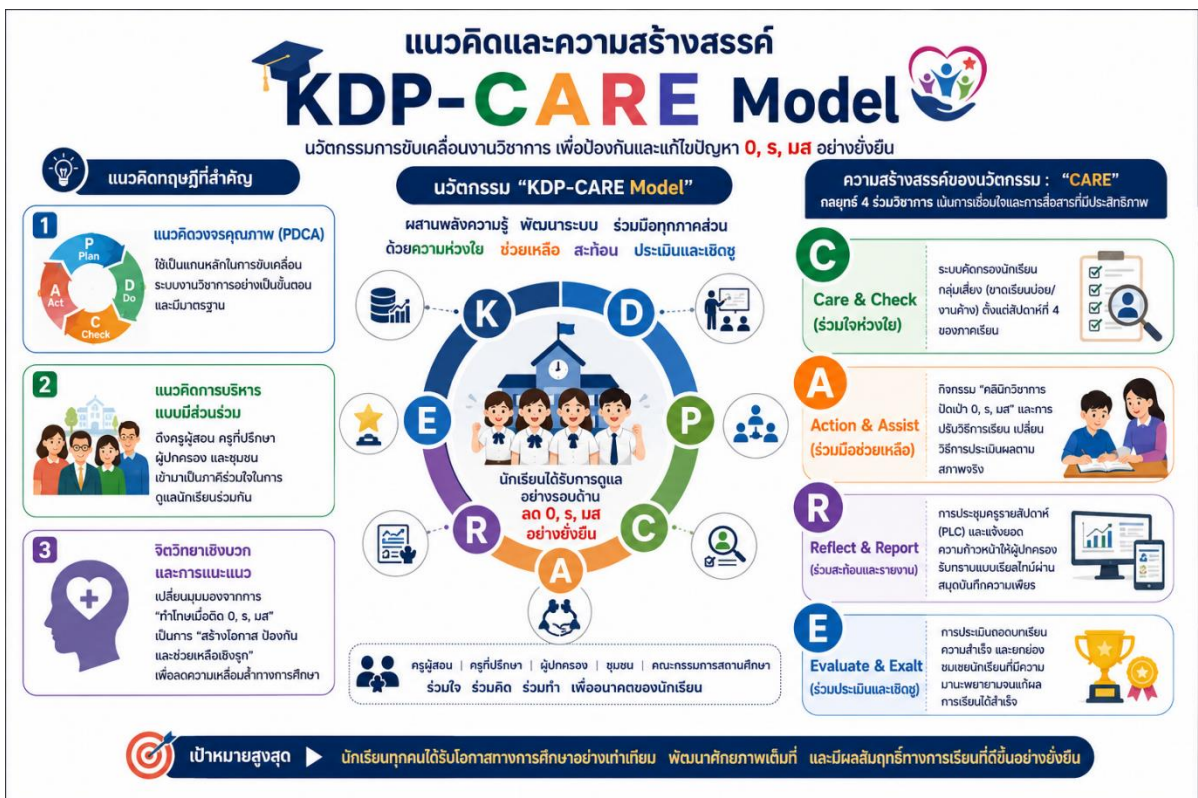 แนวคิดและความสร้างสรรค์
KDP-CARE Model
นวัตกรรมการขับเคลื่อนงานวิชาการ เพื่อป้องกันและแก้ไขปัญหา 0, ร, มส อย่างยั่งยืน
แนวคิดทฤษฎีที่สำคัญ
1
P
Plan
D
Do
C
Check
A
Act
แนวคิดวงจรคุณภาพ (PDCA)
ใช้เป็นแกนหลักในการขับเคลื่อน
ระบบงานวิชาการอย่างเป็นขั้นตอน
และมีมาตรฐาน
2
แนวคิดการบริหาร
แบบมีส่วนร่วม
ดึงครูผู้สอน ครูที่ปรึกษา
ผู้ปกครอง และชุมชน
เข้ามาเป็นภาคีร่วมใจในการ
ดูแลนักเรียนร่วมกัน
3
จิตวิทยาเชิงบวก
และการแนะแนว
เปลี่ยนมุมมองจากการ
“ทำโทษเมื่อติด 0, ร, มส”
เป็นการ “สร้างโอกาส ป้องกัน
และช่วยเหลือเชิงรุก”
เพื่อลดความเหลื่อมล้ำทางการศึกษา
นวัตกรรม “KDP-CARE Model”
ผสานพลังความรู้ พัฒนาระบบ ร่วมมือทุกภาคส่วน
ด้วยความห่วงใย ช่วยเหลือ สะท้อน ประเมินและเชิดชู
K
D
P
C
A
R
E
นักเรียนได้รับการดูแล
อย่างรอบด้าน
ลด 0, ร, มส
อย่างยั่งยืน
ครูผู้สอน | ครูที่ปรึกษา | ผู้ปกครอง | ชุมชน | คณะกรรมการสถานศึกษา
ร่วมใจ ร่วมคิด ร่วมทำ เพื่ออนาคตของนักเรียน
ความสร้างสรรค์ของนวัตกรรม : “CARE”
กลยุทธ์ 4 ร่วมวิชาการ เน้นการเชื่อมใจและการสื่อสารที่มีประสิทธิภาพ
C
Care & Check
(ร่วมใจห่วงใย)
ระบบคัดกรองนักเรียน
กลุ่มเสี่ยง (ขาดเรียนบ่อย/
งานค้าง) ตั้งแต่สัปดาห์ที่ 4
ของภาคเรียน
A
Action & Assist
(ร่วมมือช่วยเหลือ)
กิจกรรม “คลินิกวิชาการ
ปัดเป่า 0, ร, มส” และการ
ปรับวิธีการเรียน เปลี่ยน
วิธีการประเมินผลตาม
สภาพจริง
R
Reflect & Report
(ร่วมสะท้อนและรายงาน)
การประชุมครูรายสัปดาห์
(PLC) และแจ้งยอด
ความก้าวหน้าให้ผู้ปกครอง
รับทราบแบบเรียลไทม์ผ่าน
สมุดบันทึกความเพียร
E
Evaluate & Exalt
(ร่วมประเมินและเชิดชู)
การประเมินถอดบทเรียน
ความสำเร็จ และยกย่อง
ชมเชยนักเรียนที่มีความ
มานะพยายามจนแก้ผล
การเรียนได้สำเร็จ
เป้าหมายสูงสุด
นักเรียนทุกคนได้รับโอกาสทางการศึกษาอย่างเท่าเทียม พัฒนาศักยภาพเต็มที่ และมีผลสัมฤทธิ์ทางการเรียนที่ดีขึ้นอย่างยั่งยืน